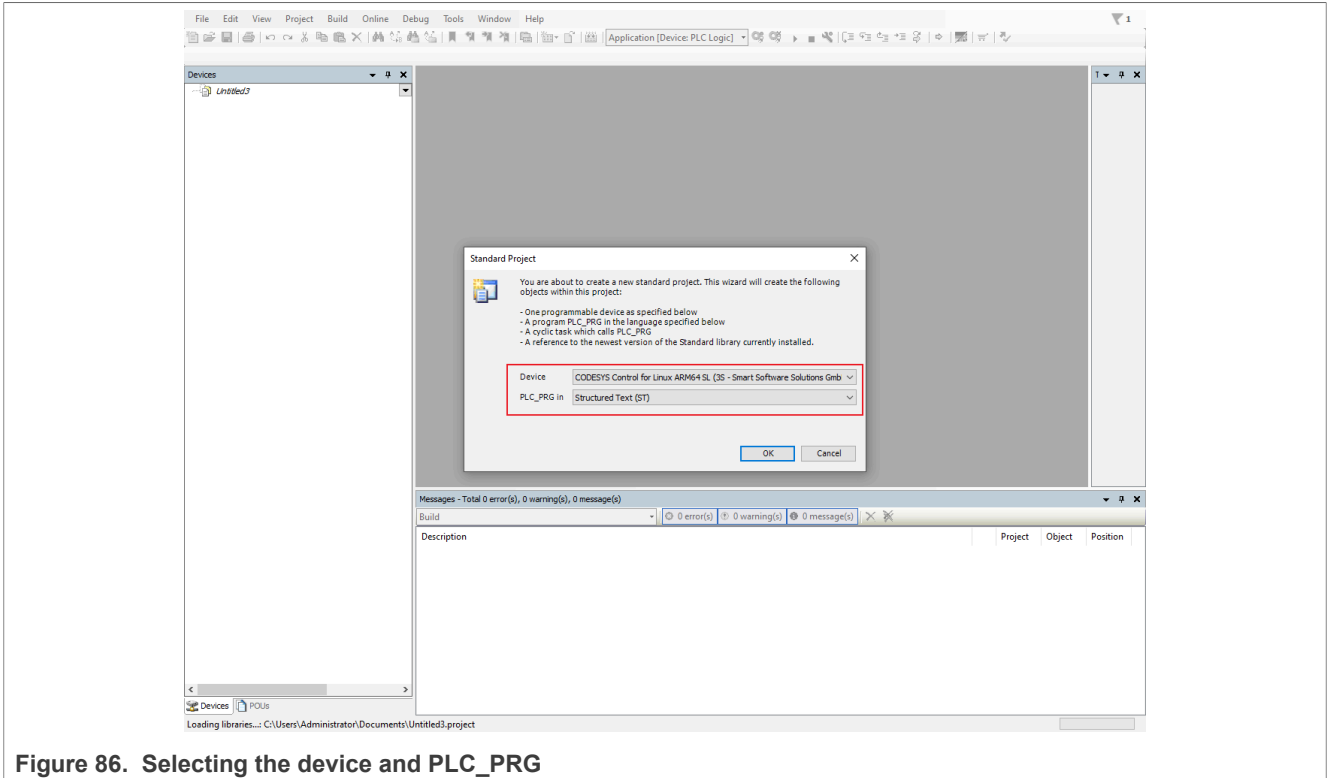 File Edit View Project Build Online Debug Tools Window Help
1
Application [Device: PLC Logic]
Devices
Untitled3
Standard Project
You are about to create a new standard project. This wizard will create the following
objects within this project:
- One programmable device as specified below
- A program PLC_PRG in the language specified below
- A cyclic task which calls PLC_PRG
- A reference to the newest version of the Standard library currently installed.
Device CODESYS Control for Linux ARM64 SL (3S - Smart Software Solutions Gmb
PLC_PRG in Structured Text (ST)
OK Cancel
Messages - Total 0 error(s), 0 warning(s), 0 message(s)
Build 0 error(s) 0 warning(s) 0 message(s)
Description Project Object Position
Devices POUs
Loading libraries...: C:\Users\Administrator\Documents\Untitled3.project
Figure 86. Selecting the device and PLC_PRG